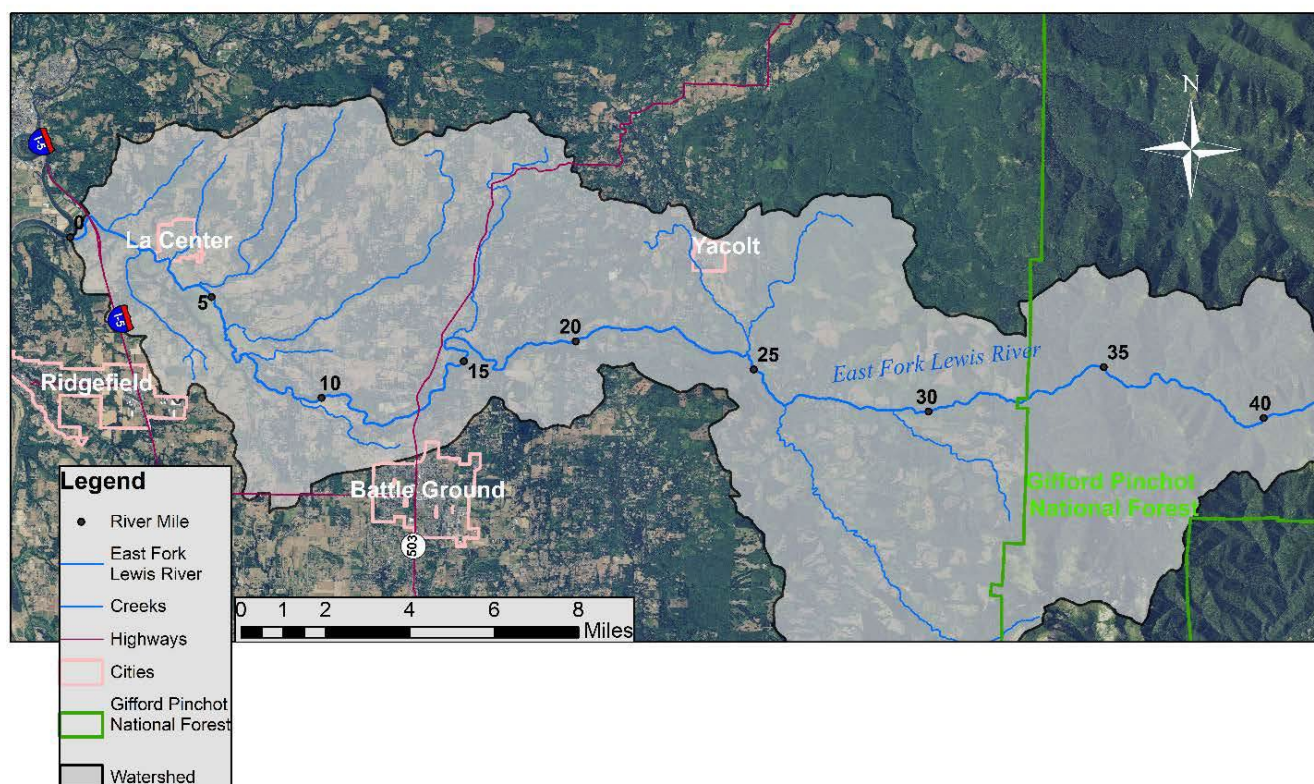 N
I-5
0
La Center
Yacolt
5
I-5
20
15
25
35
East Fork Lewis River
Ridgefield
10
30
40
Gifford Pinchot
National Forest
Battle Ground
503
Legend
River Mile
East Fork
Lewis River
Creeks
Highways
Cities
Gifford Pinchot
National Forest
Watershed
0 1 2 4 6 8
Miles